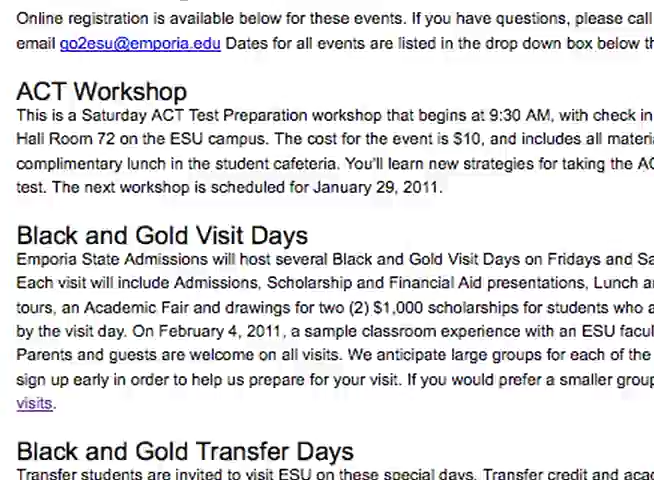 Online registration is available below for these events. If you have questions, please call
email go2esu@emporia.edu Dates for all events are listed in the drop down box below
ACT Workshop
This is a Saturday ACT Test Preparation workshop that begins at 9:30 AM, with check in
Hall Room 72 on the ESU campus. The cost for the event is $10, and includes all
complimentary lunch in the student cafeteria. You'll learn new strategies for taking the
test. The next workshop is scheduled for January 29, 2011.
Black and Gold Visit Days
Emporia State Admissions will host several Black and Gold Visit Days on Fridays and
Each visit will include Admissions, Scholarship and Financial Aid presentations, Lunch
tours, an Academic Fair and drawings for two (2) $1,000 scholarships for students who
by the visit day. On February 4, 2011, a sample classroom experience with an ESU
Parents and guests are welcome on all visits. We anticipate large groups for each of the
sign up early in order to help us prepare for your visit. If you would prefer a smaller
visits.
Black and Gold Transfer Days
Transfer students are invited to visit ESU on these special days. Transfer credit and